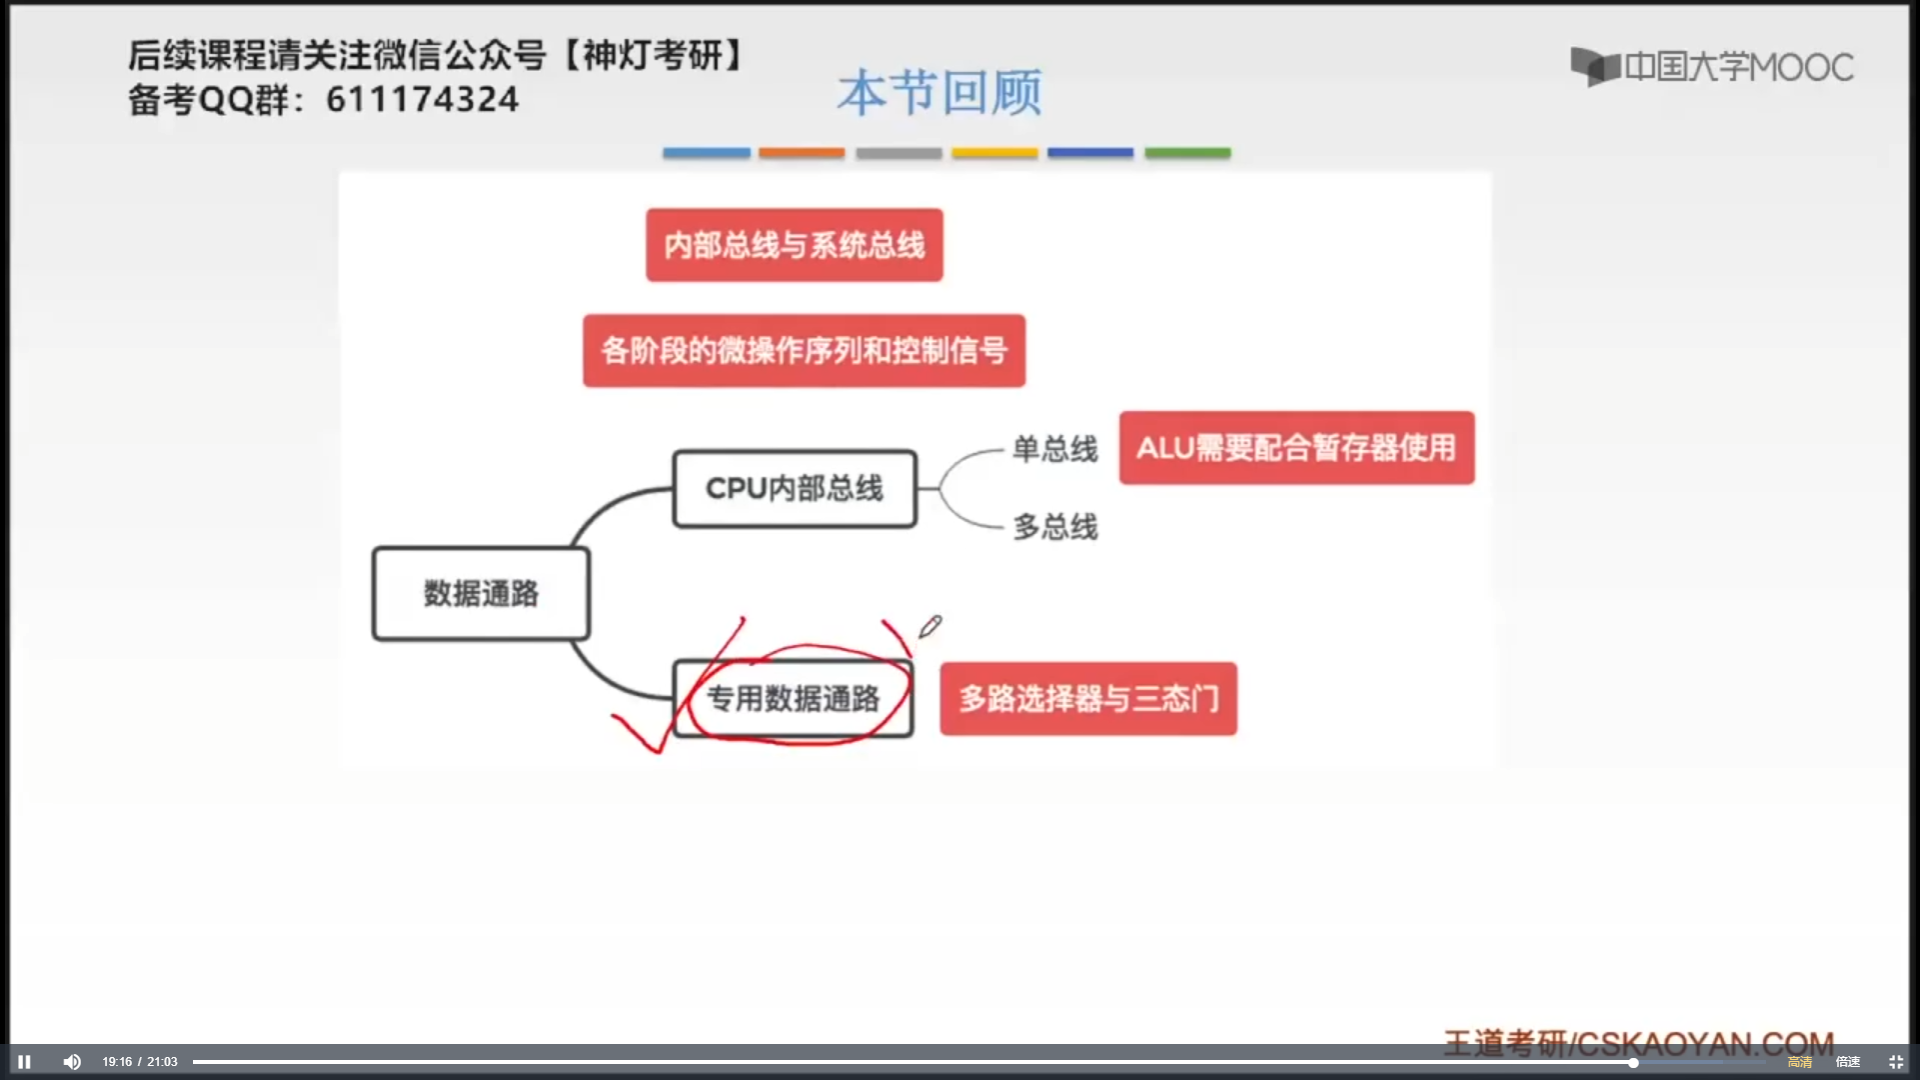 后续课程请关注微信公众号【神灯考研】
备考QQ群：611174324
本节回顾
中国大学MOOC
内部总线与系统总线
各阶段的微操作序列和控制信号
CPU内部总线
单总线
ALU需要配合暂存器使用
多总线
数据通路
专用数据通路
多路选择器与三态门
王道考研/CSKAOYAN.COM
19:16 / 21:03
高清
倍速